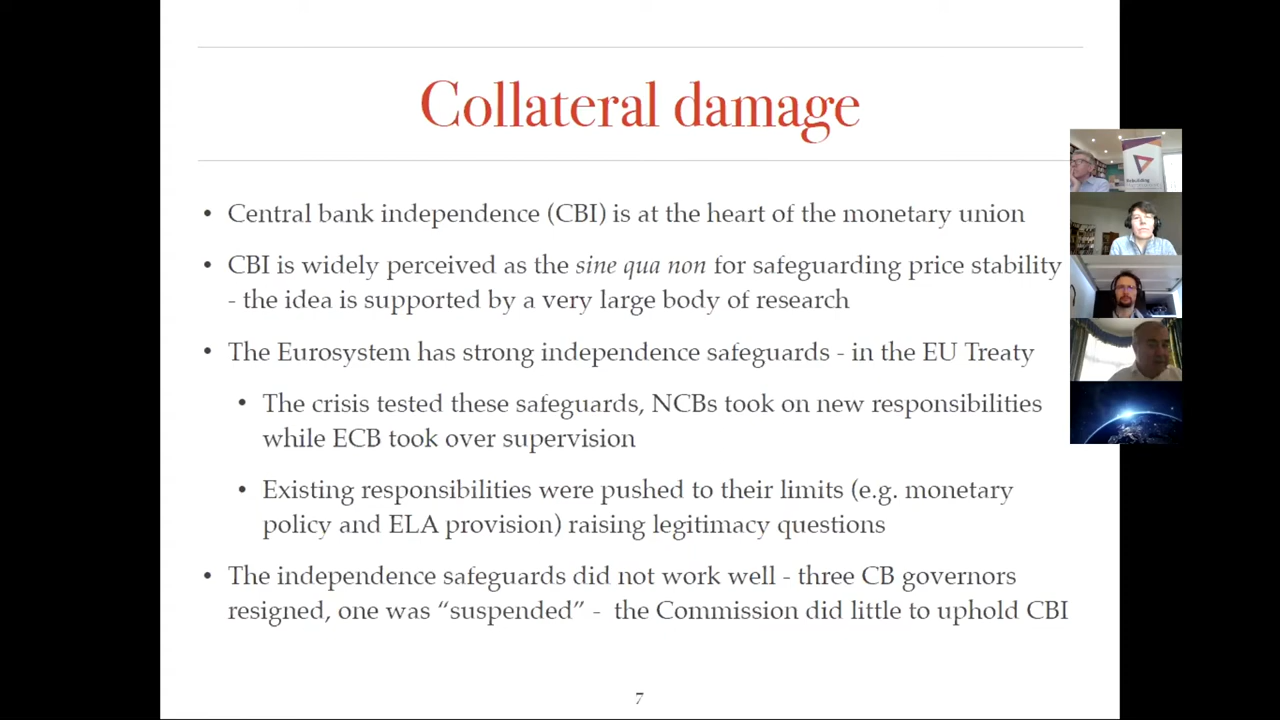 Collateral damage
• Central bank independence (CBI) is at the heart of the monetary union
• CBI is widely perceived as the sine qua non for safeguarding price stability
- the idea is supported by a very large body of research
• The Eurosystem has strong independence safeguards - in the EU Treaty
• The crisis tested these safeguards, NCBs took on new responsibilities
while ECB took over supervision
• Existing responsibilities were pushed to their limits (e.g. monetary
policy and ELA provision) raising legitimacy questions
• The independence safeguards did not work well - three CB governors
resigned, one was “suspended” - the Commission did little to uphold CBI
7